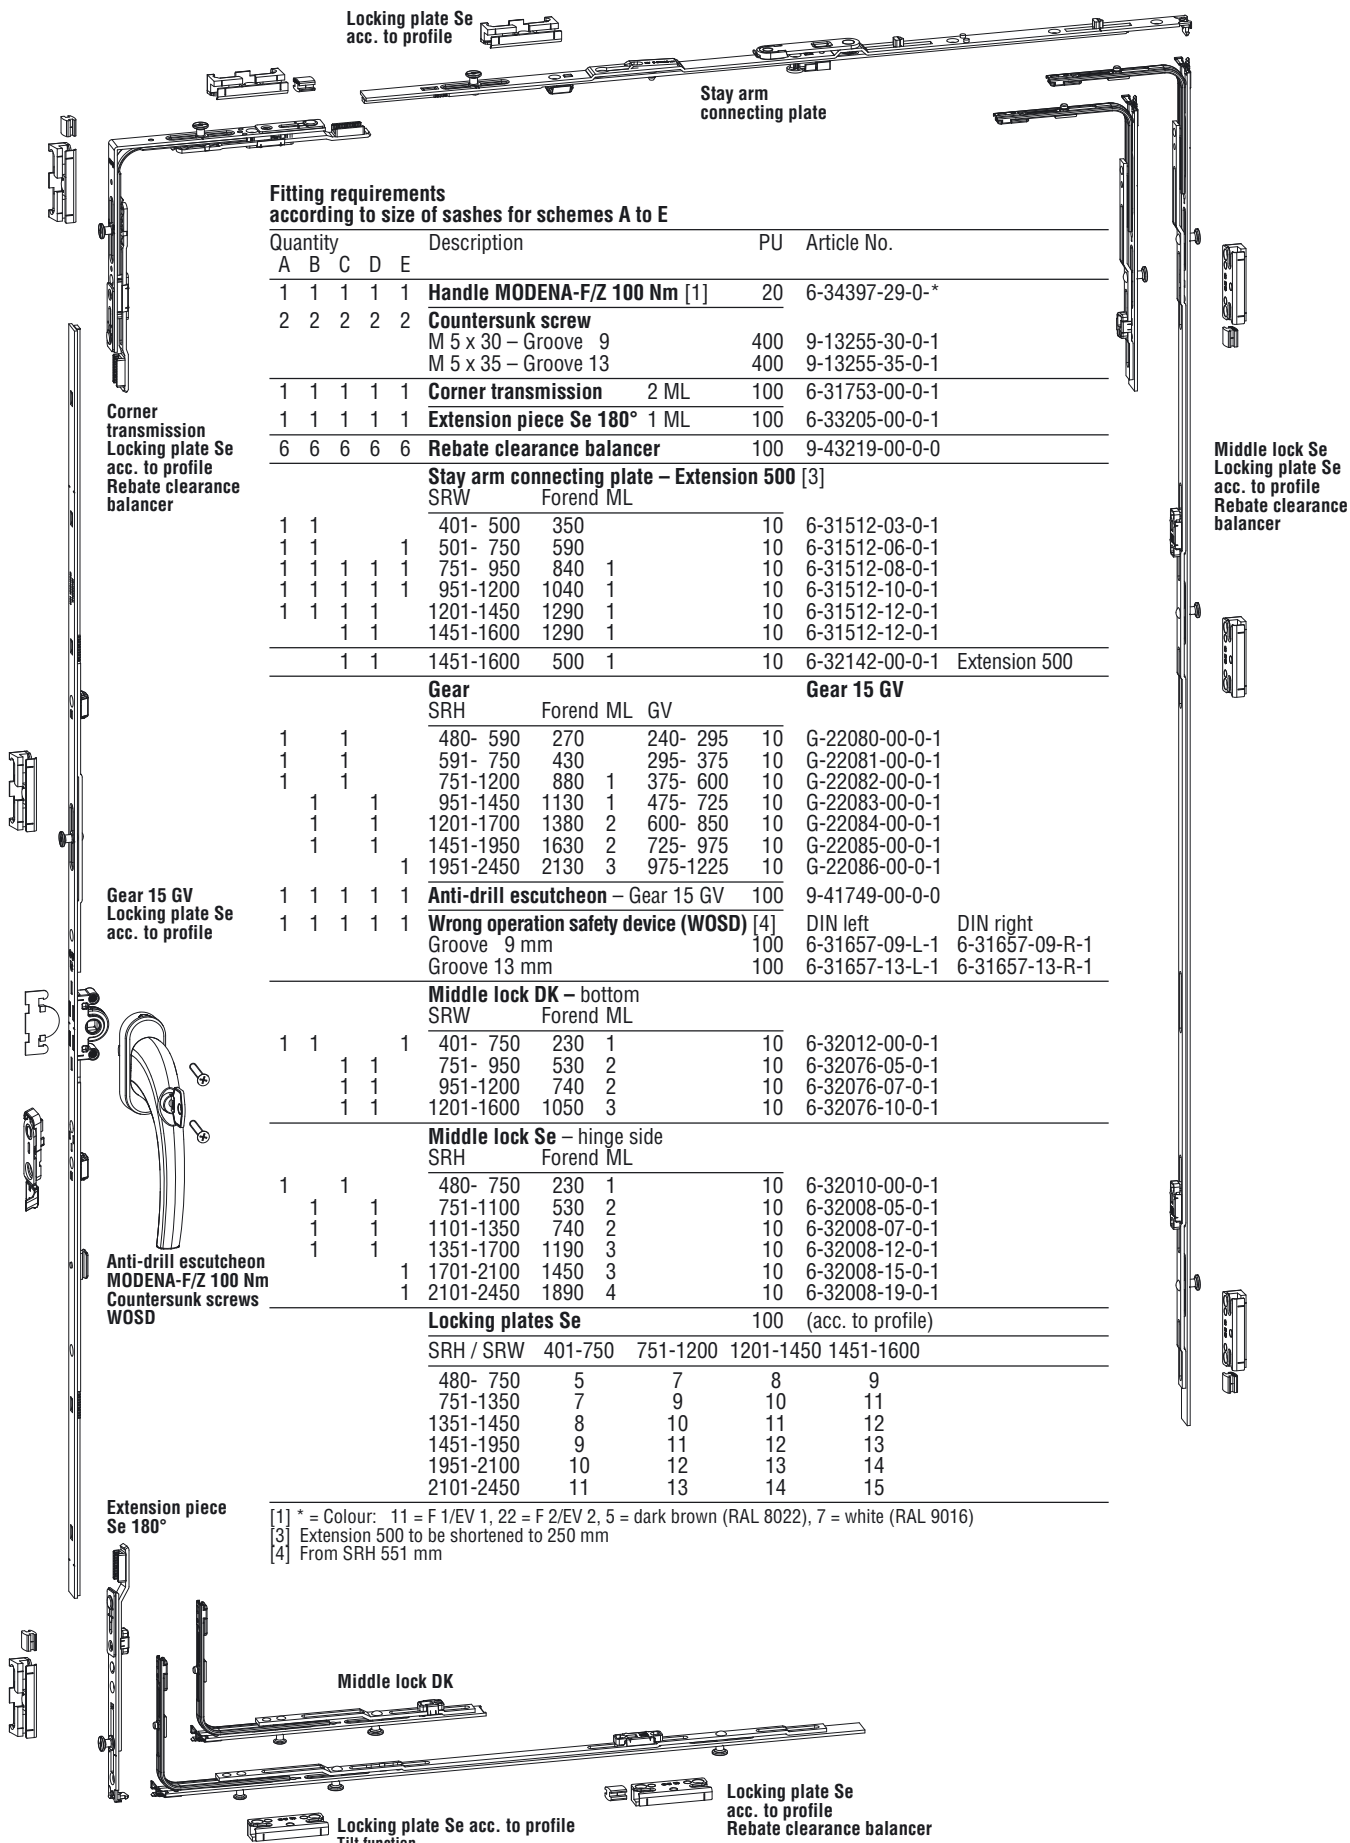 Locking plate Se
acc. to profile
Stay arm
connecting plate
Fitting requirements
according to size of sashes for schemes A to E
Quantity Description PU Article No.
A B C D E
1 1 1 1 1 Handle MODENA-F/Z 100 Nm [1] 20 6-34397-29-0-*
2 2 2 2 2 Countersunk screw
M 5 x 30 – Groove 9 400 9-13255-30-0-1
M 5 x 35 – Groove 13 400 9-13255-35-0-1
1 1 1 1 1 Corner transmission 2 ML 100 6-31753-00-0-1
1 1 1 1 1 Extension piece Se 180° 1 ML 100 6-33205-00-0-1
6 6 6 6 6 Rebate clearance balancer 100 9-43219-00-0-0
Stay arm connecting plate – Extension 500 [3]
SRW Forend ML
1 1 401- 500 350 10 6-31512-03-0-1
1 1 1 501- 750 590 10 6-31512-06-0-1
1 1 1 1 1 751- 950 840 1 10 6-31512-08-0-1
1 1 1 1 1 951-1200 1040 1 10 6-31512-10-0-1
1 1 1 1 1201-1450 1290 1 10 6-31512-12-0-1
1 1 1451-1600 1290 1 10 6-31512-12-0-1
1 1 1451-1600 500 1 10 6-32142-00-0-1 Extension 500
Gear Gear 15 GV
SRH Forend ML GV
1 1 480- 590 270 240- 295 10 G-22080-00-0-1
1 1 591- 750 430 295- 375 10 G-22081-00-0-1
1 1 751-1200 880 1 375- 600 10 G-22082-00-0-1
1 1 951-1450 1130 1 475- 725 10 G-22083-00-0-1
1 1 1201-1700 1380 2 600- 850 10 G-22084-00-0-1
1 1 1451-1950 1630 2 725- 975 10 G-22085-00-0-1
1 1951-2450 2130 3 975-1225 10 G-22086-00-0-1
1 1 1 1 1 Anti-drill escutcheon – Gear 15 GV 100 9-41749-00-0-0
1 1 1 1 1 Wrong operation safety device (WOSD) [4] DIN left DIN right
Groove 9 mm 100 6-31657-09-L-1 6-31657-09-R-1
Groove 13 mm 100 6-31657-13-L-1 6-31657-13-R-1
Middle lock DK – bottom
SRW Forend ML
1 1 1 401- 750 230 1 10 6-32012-00-0-1
1 1 751- 950 530 2 10 6-32076-05-0-1
1 1 951-1200 740 2 10 6-32076-07-0-1
1 1 1201-1600 1050 3 10 6-32076-10-0-1
Middle lock Se – hinge side
SRH Forend ML
1 1 480- 750 230 1 10 6-32010-00-0-1
1 1 751-1100 530 2 10 6-32008-05-0-1
1 1 1101-1350 740 2 10 6-32008-07-0-1
1 1 1351-1700 1190 3 10 6-32008-12-0-1
1 1701-2100 1450 3 10 6-32008-15-0-1
1 2101-2450 1890 4 10 6-32008-19-0-1
Locking plates Se 100 (acc. to profile)
SRH / SRW 401-750 751-1200 1201-1450 1451-1600
480- 750 5 7 8 9
751-1350 7 9 10 11
1351-1450 8 10 11 12
1451-1950 9 11 12 13
1951-2100 10 12 13 14
2101-2450 11 13 14 15
[1] * = Colour: 11 = F 1/EV 1, 22 = F 2/EV 2, 5 = dark brown (RAL 8022), 7 = white (RAL 9016)
[3] Extension 500 to be shortened to 250 mm
[4] From SRH 551 mm
Corner
transmission
Locking plate Se
acc. to profile
Rebate clearance
balancer
Middle lock Se
Locking plate Se
acc. to profile
Rebate clearance
balancer
Gear 15 GV
Locking plate Se
acc. to profile
Anti-drill escutcheon
MODENA-F/Z 100 Nm
Countersunk screws
WOSD
Extension piece
Se 180°
Middle lock DK
Locking plate Se acc. to profile
Tilt function
Locking plate Se
acc. to profile
Rebate clearance balancer